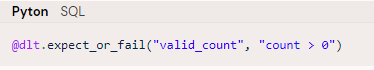 Pyton SQL
@dlt.expect_or_fail("valid_count", "count > 0")